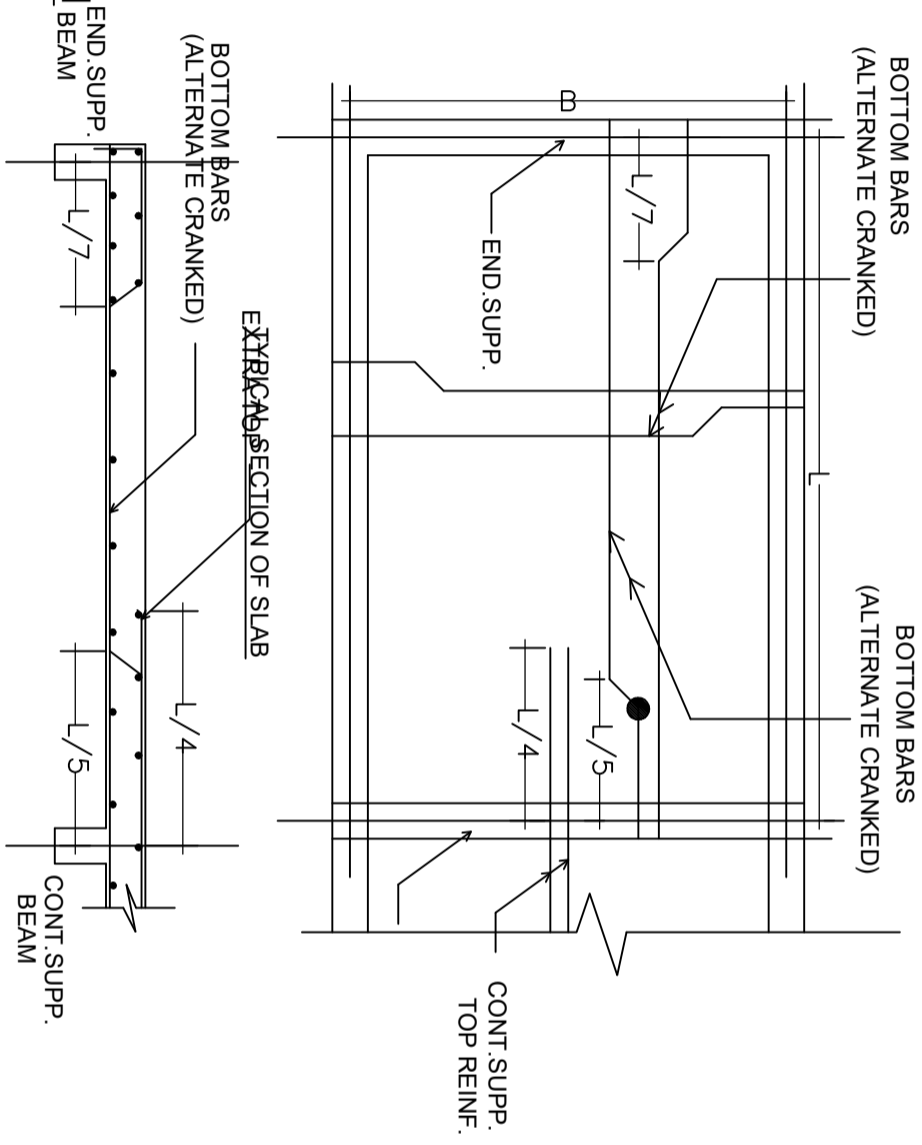 BOTTOM BARS
(ALTERNATE CRANKED)
BOTTOM BARS
(ALTERNATE CRANKED)
B
L
L/7
END.SUPP.
L/4
L/5
CONT.SUPP.
TOP REINF.
EXTRA TOP
TYPICAL SECTION OF SLAB
BOTTOM BARS
(ALTERNATE CRANKED)
END.SUPP.
BEAM
L/7
L/4
L/5
CONT.SUPP.
BEAM